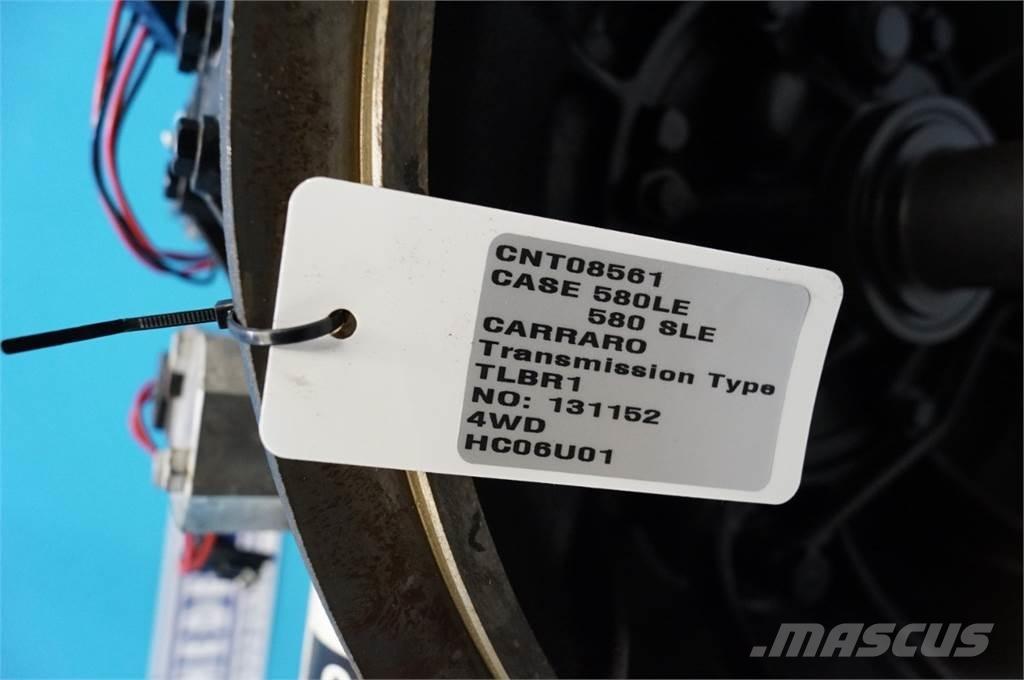 CNT08561
CASE 580LE
580 SLE
CARRARO
Transmission Type
TLBR1
NO: 131152
4WD
HC06U01
MASCUS